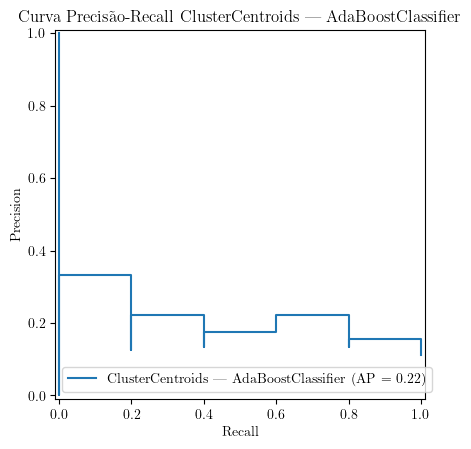 Curva Precisão-Recall ClusterCentroids — AdaBoostClassifier
1.0
0.8
0.6
0.4
0.2
0.0
Precision
ClusterCentroids — AdaBoostClassifier (AP = 0.22)
0.0 0.2 0.4 0.6 0.8 1.0
Recall